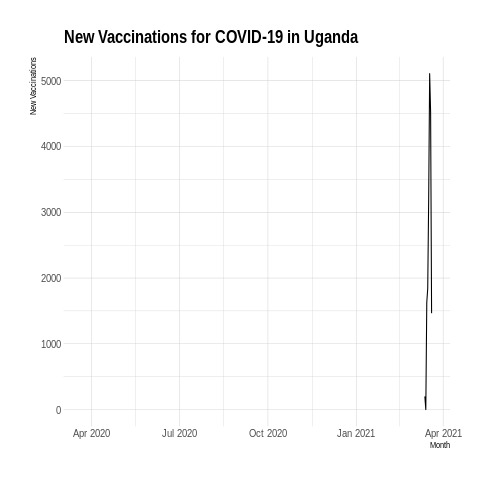 New Vaccinations for COVID-19 in Uganda
New Vaccinations
5000
4000
3000
2000
1000
0
Apr 2020 Jul 2020 Oct 2020 Jan 2021 Apr 2021
Month